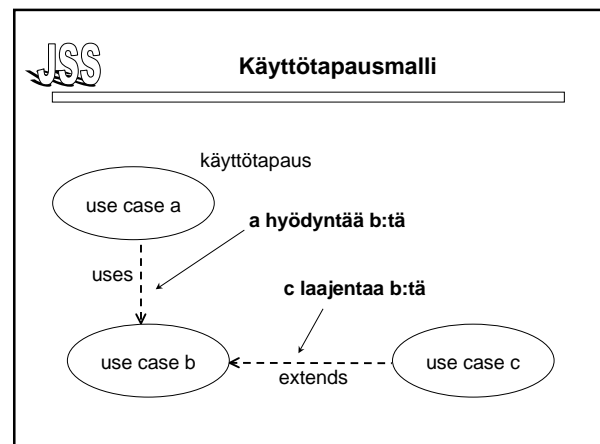 JSS
Käyttötapausmalli
käyttötapaus
use case a
a hyödyntää b:tä
uses
c laajentaa b:tä
use case b
extends
use case c